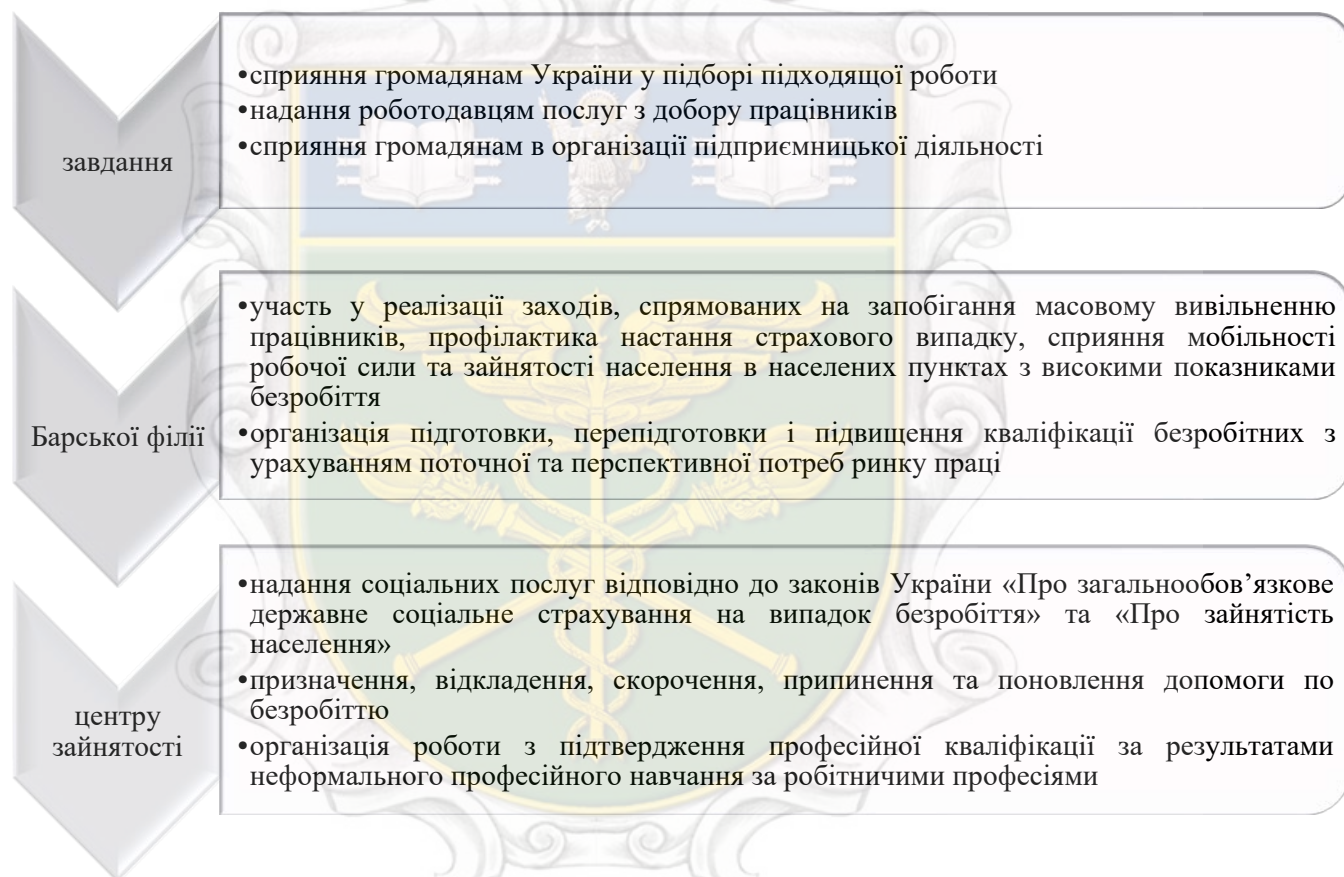 завдання
•сприяння громадянам України у підборі підходящої роботи
•надання роботодавцям послуг з добору працівників
•сприяння громадянам в організації підприємницької діяльності
Барської філії
•участь у реалізації заходів, спрямованих на запобігання масовому вивільненню
працівників, профілактика настання страхового випадку, сприяння мобільності
робочої сили та зайнятості населення в населених пунктах з високими показниками
безробіття
•організація підготовки, перепідготовки і підвищення кваліфікації безробітних з
урахуванням поточної та перспективної потреб ринку праці
центру
зайнятості
•надання соціальних послуг відповідно до законів України «Про загальнообов’язкове
державне соціальне страхування на випадок безробіття» та «Про зайнятість
населення»
•призначення, відкладення, скорочення, припинення та поновлення допомоги по
безробіттю
•організація роботи з підтвердження професійної кваліфікації за результатами
неформального професійного навчання за робітничими професіями